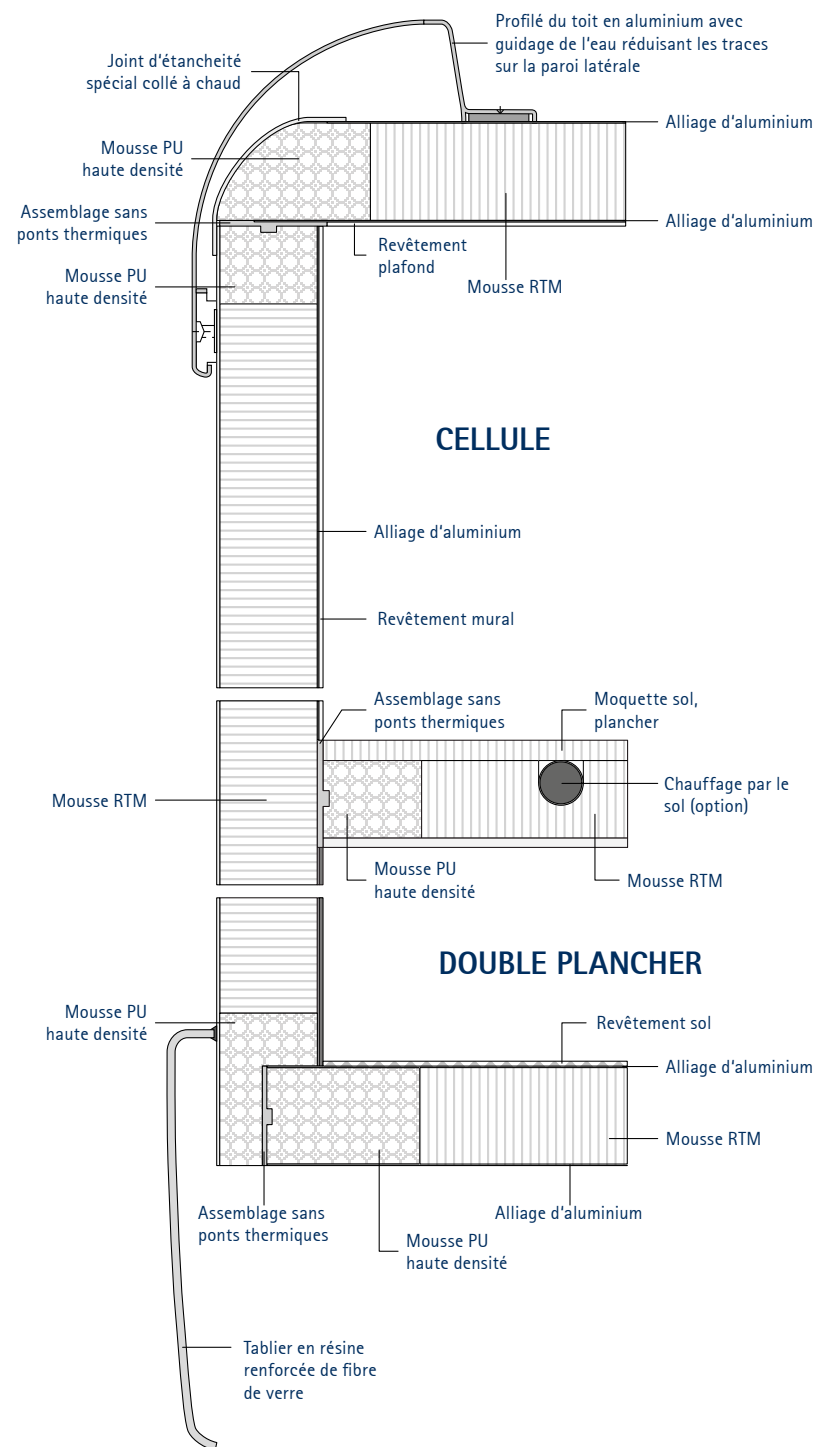 Profilé du toit en aluminium avec
guidage de l'eau réduisant les traces
sur la paroi latérale
Joint d'étancheité
spécial collé à chaud
Alliage d'aluminium
Mousse PU
haute densité
Assemblage sans
ponts thermiques
Alliage d'aluminium
Revêtement
plafond
Mousse PU
haute densité
Mousse RTM
CELLULE
Alliage d'aluminium
Revêtement mural
Assemblage sans
ponts thermiques
Moquette sol,
plancher
Mousse RTM
Chauffage par le
sol (option)
Mousse PU
haute densité
Mousse RTM
DOUBLE PLANCHER
Mousse PU
haute densité
Revêtement sol
Alliage d'aluminium
Mousse RTM
Assemblage sans
ponts thermiques
Alliage d'aluminium
Mousse PU
haute densité
Tablier en résine
renforcée de fibre
de verre